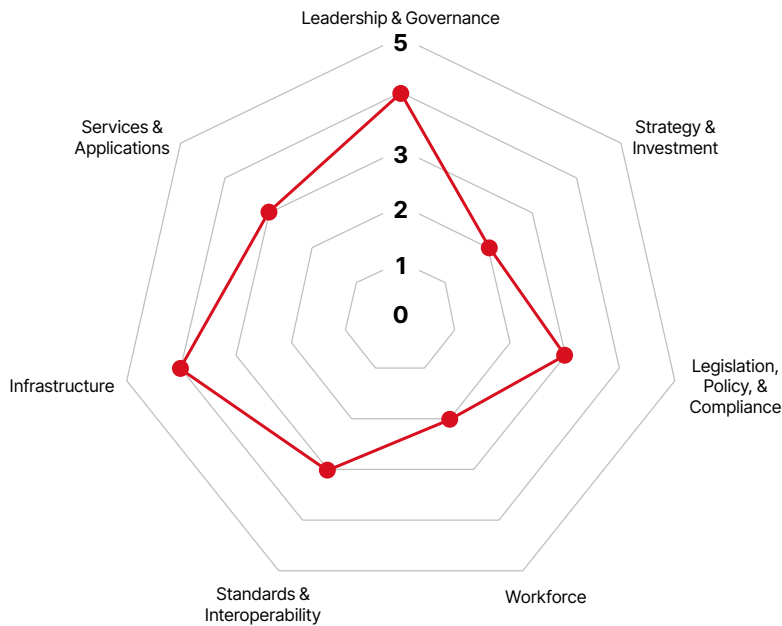 Leadership & Governance
5
Services &
Applications
Strategy &
Investment
3
2
1
0
Infrastructure
Legislation,
Policy, &
Compliance
Standards &
Interoperability
Workforce